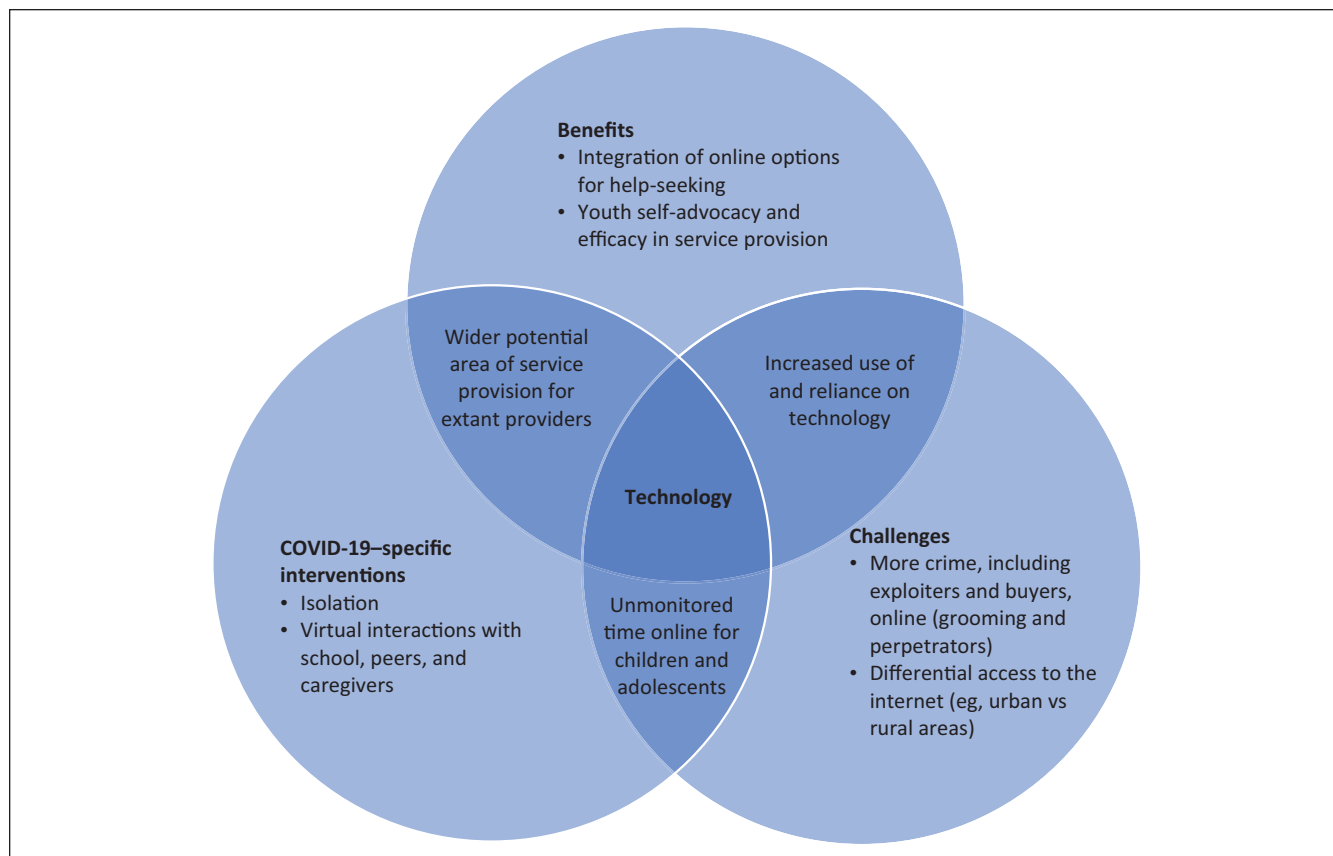 Benefits
• Integration of online options
for help-seeking
• Youth self-advocacy and
efficacy in service provision
Wider potential
area of service
provision for
extant providers
Increased use of
and reliance on
technology
Technology
COVID-19–specific
interventions
• Isolation
• Virtual interactions with
school, peers, and
caregivers
Unmonitored
time online for
children and
adolescents
Challenges
• More crime, including
exploiters and buyers,
online (grooming and
perpetrators)
• Differential access to the
internet (eg, urban vs
rural areas)